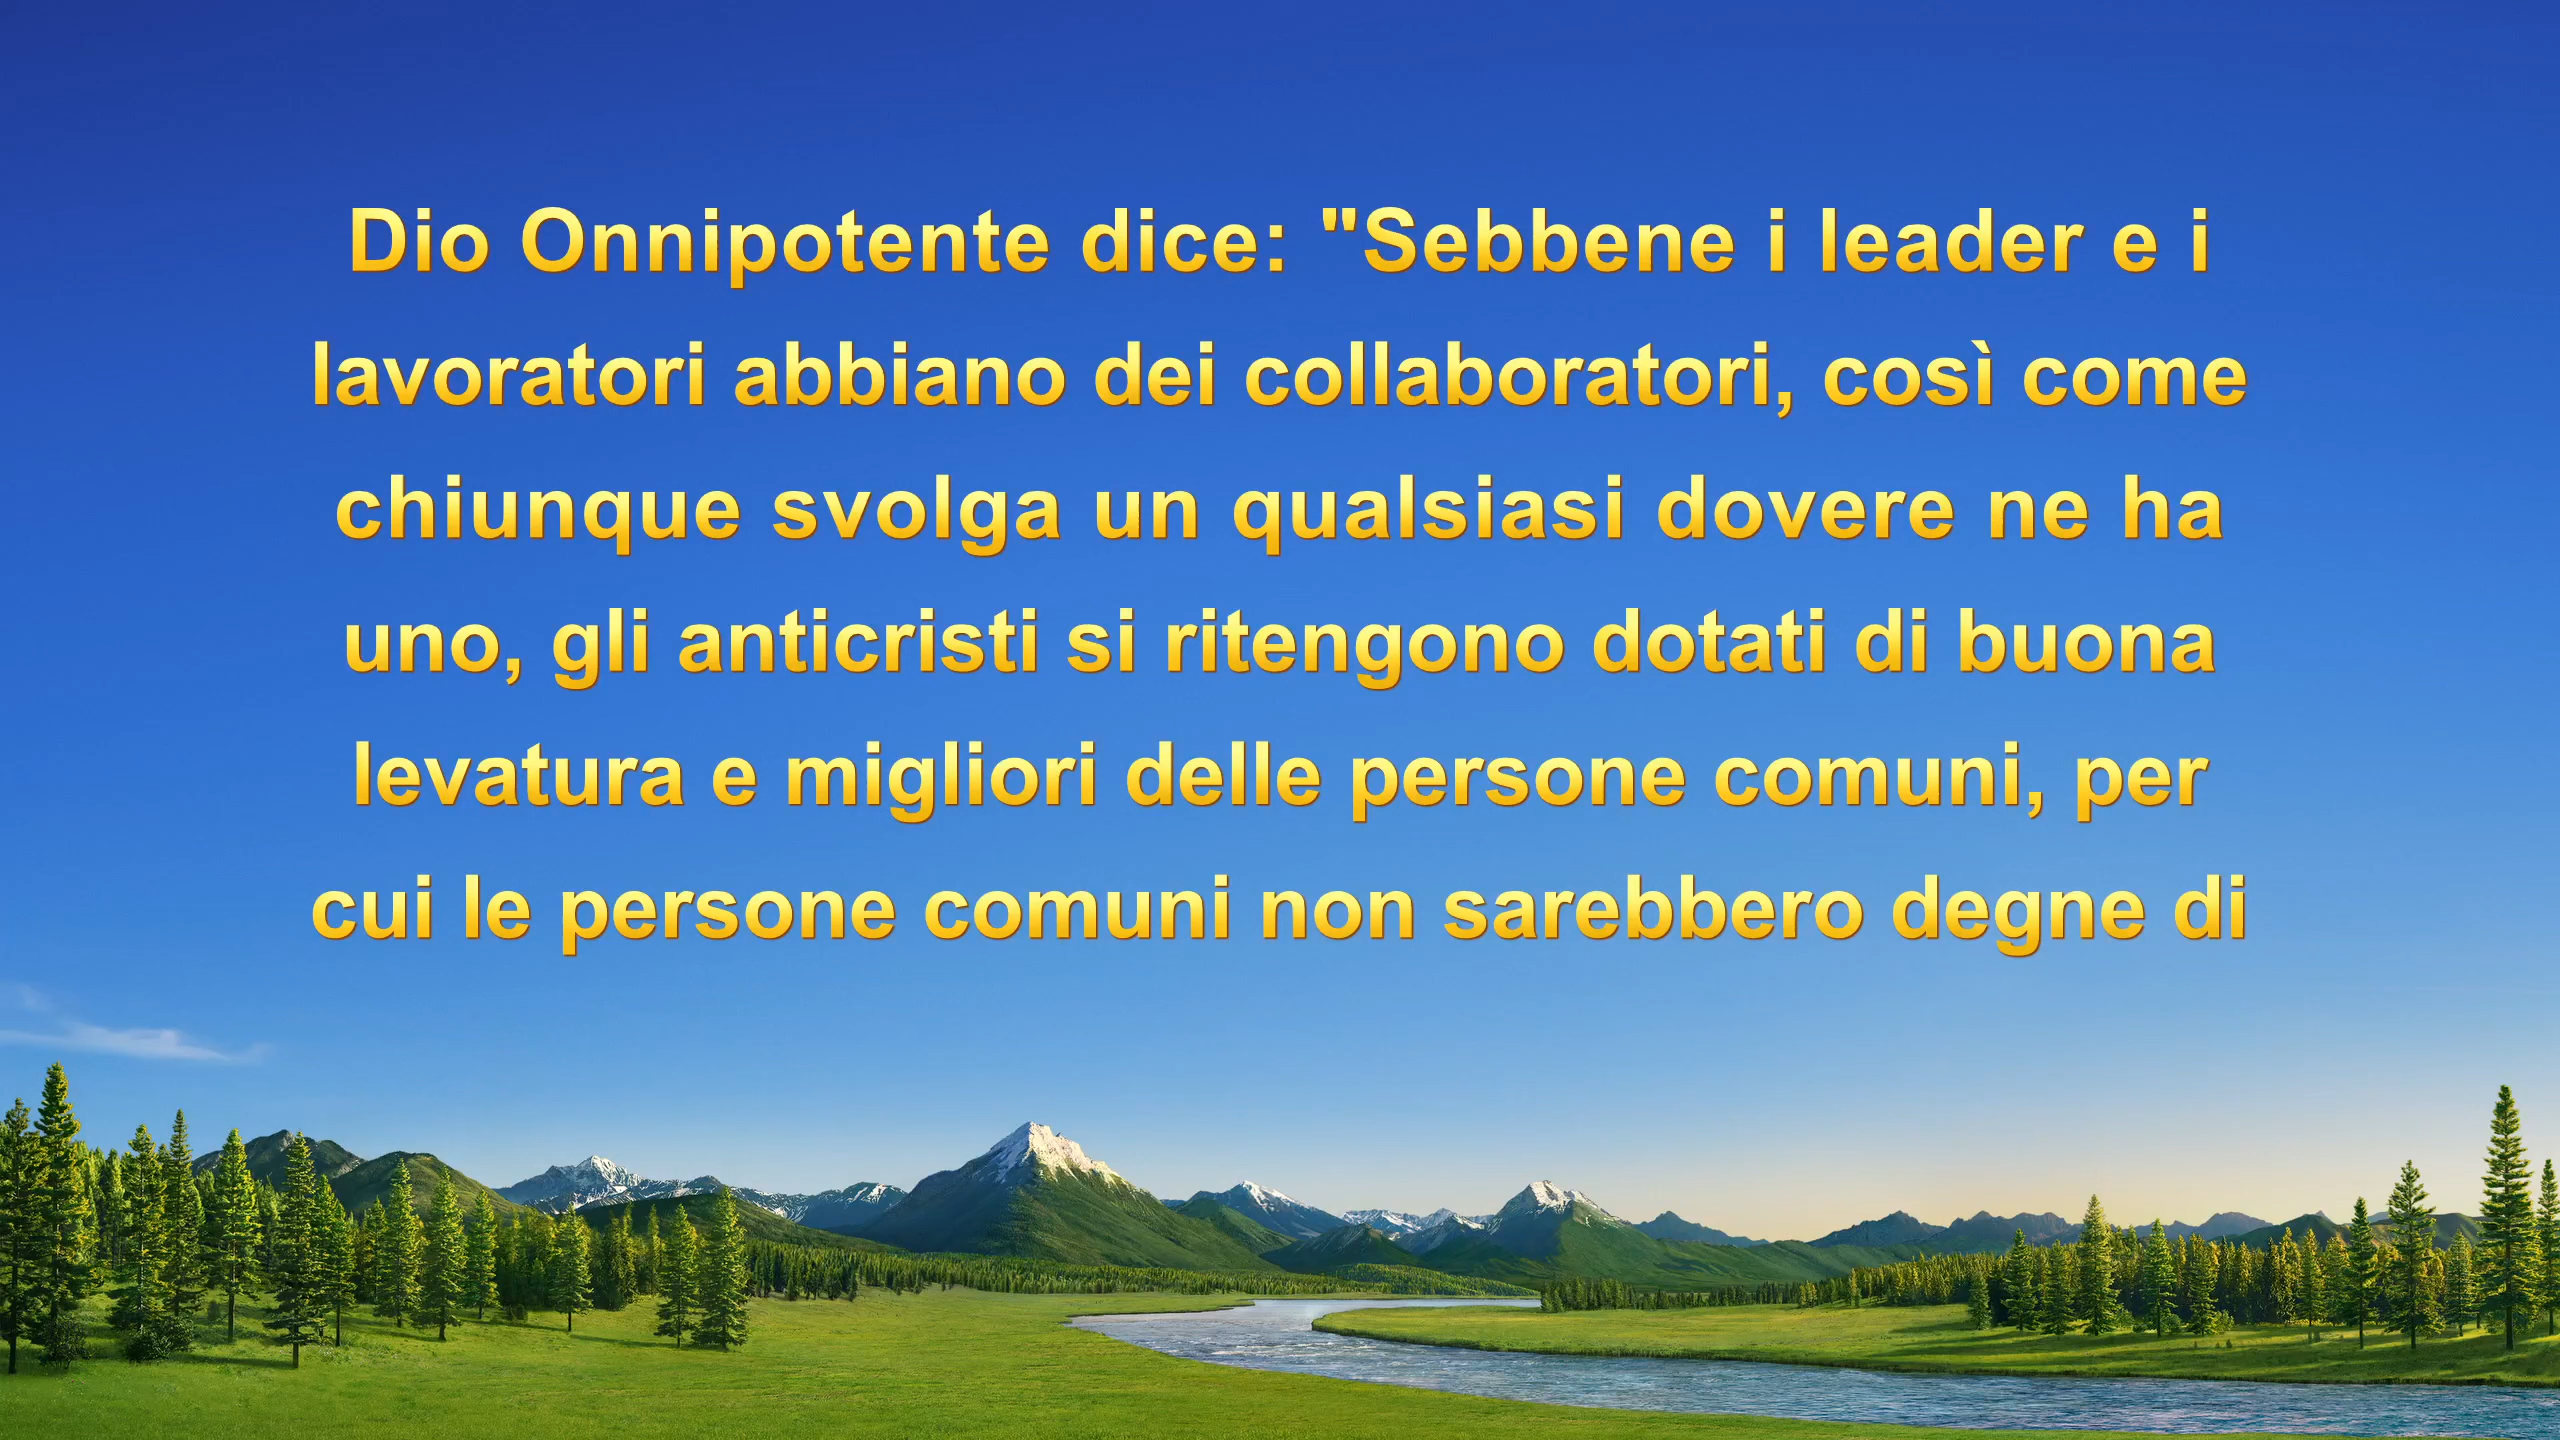 Dio Onnipotente dice: "Sebbene i leader e i
lavoratori abbiano dei collaboratori, così come
chiunque svolga un qualsiasi dovere ne ha
uno, gli anticristi si ritengono dotati di buona
levatura e migliori delle persone comuni, per
cui le persone comuni non sarebbero degne di